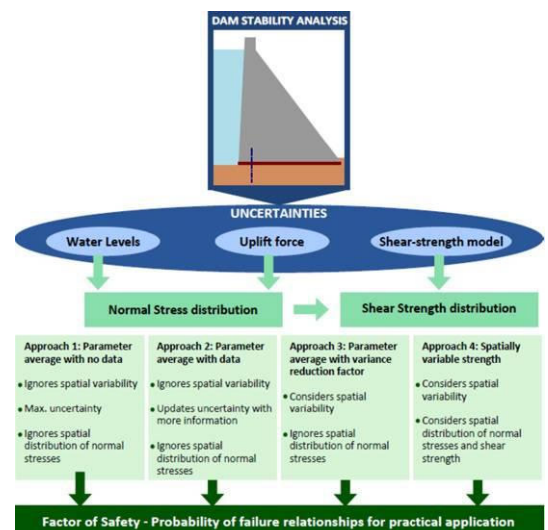 DAM STABILITY ANALYSIS
UNCERTAINTIES
Water Levels
Uplift force
Shear-strength model
Normal Stress distribution
Shear Strength distribution
Approach 1: Parameter
average with no data
Ignores spatial variability
Max. uncertainty
Ignores spatial
distribution of normal
stresses
Approach 2: Parameter
average with data
Ignores spatial variability
Updates uncertainty with
more information
Ignores spatial
distribution of normal
stresses
Approach 3: Parameter
average with variance
reduction factor
Considers spatial
variability
Ignores spatial
distribution of normal
stresses
Approach 4: Spatially
variable strength
Considers spatial
variability
Considers spatial
distribution of normal
stresses and shear
strength
Factor of Safety - Probability of failure relationships for practical application